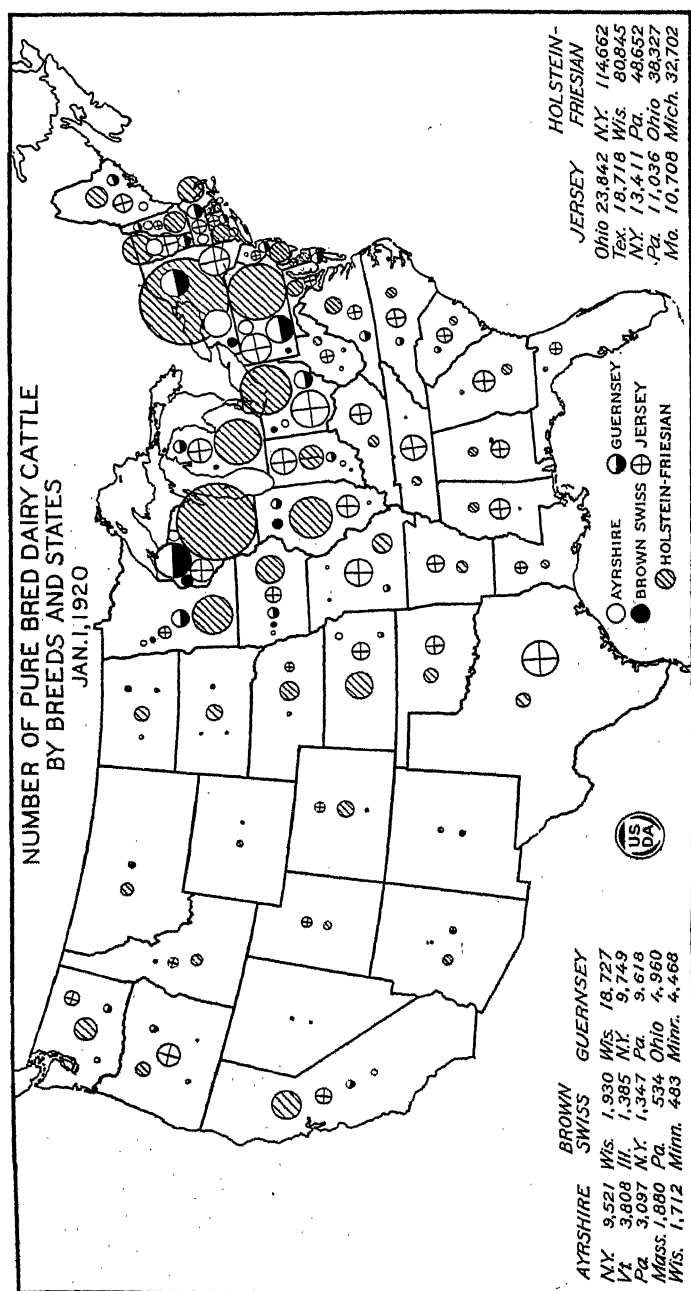 NUMBER OF PURE BRED DAIRY CATTLE
BY BREEDS AND STATES
JAN.1,1920
AYRSHIRE
N.Y. 9,521
Vt. 3,808
Pa. 3,097
Mass. 1,880
Wis. 1,712
BROWN
SWISS
Wis. 1,930
Ill. 1,385
N.Y. 1,347
Pa. 534
Minn. 483
GUERNSEY
Wis. 18,727
N.Y. 9,749
Pa. 9,618
Ohio 4,960
Minn. 4,468
US
DA
AYRSHIRE
BROWN SWISS
HOLSTEIN-FRIESIAN
GUERNSEY
JERSEY
JERSEY
Ohio 23,842
Tex. 18,718
N.Y. 13,411
Pa. 11,036
Mo. 10,708
HOLSTEIN-
FRIESIAN
N.Y. 114,662
Wis. 80,845
Pa. 48,652
Ohio 38,327
Mich. 32,702